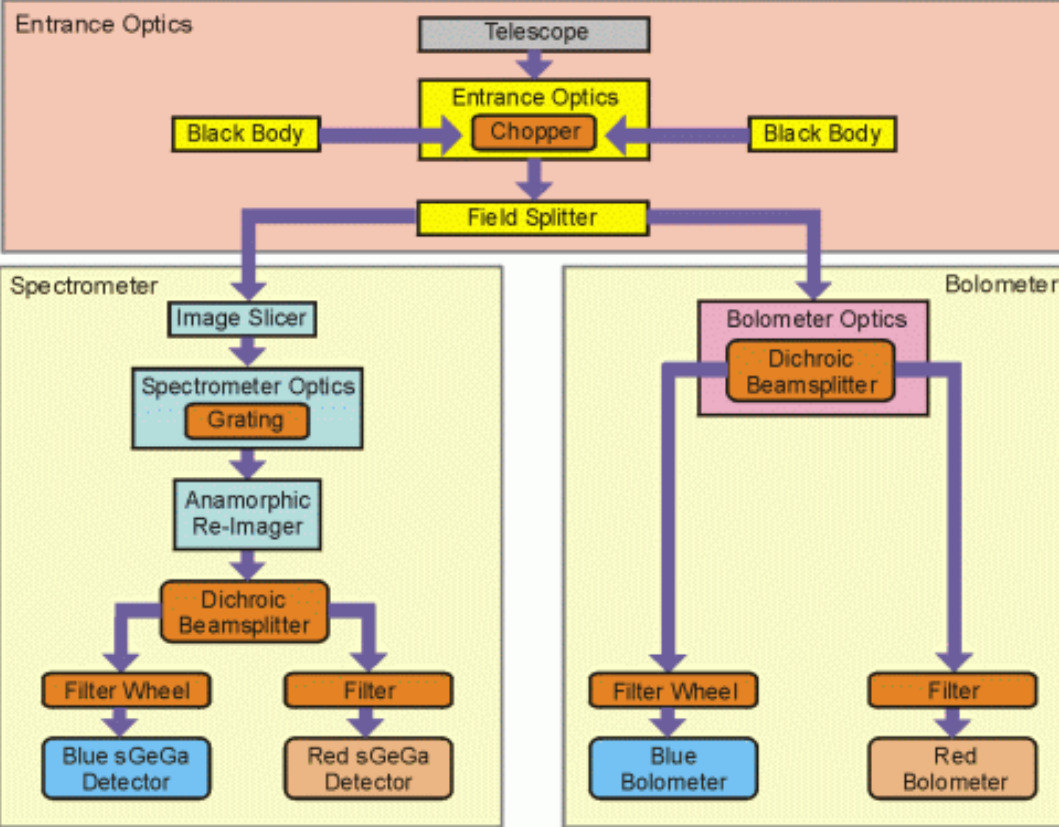 Entrance Optics
Telescope
Entrance Optics
Chopper
Black Body
Black Body
Field Splitter
Spectrometer
Image Slicer
Spectrometer Optics
Grating
Anamorphic
Re-Imager
Dichroic
Beamsplitter
Filter Wheel
Filter
Blue sGeGa
Detector
Red sGeGa
Detector
Bolometer
Bolometer Optics
Dichroic
Beamsplitter
Filter Wheel
Filter
Blue
Bolometer
Red
Bolometer